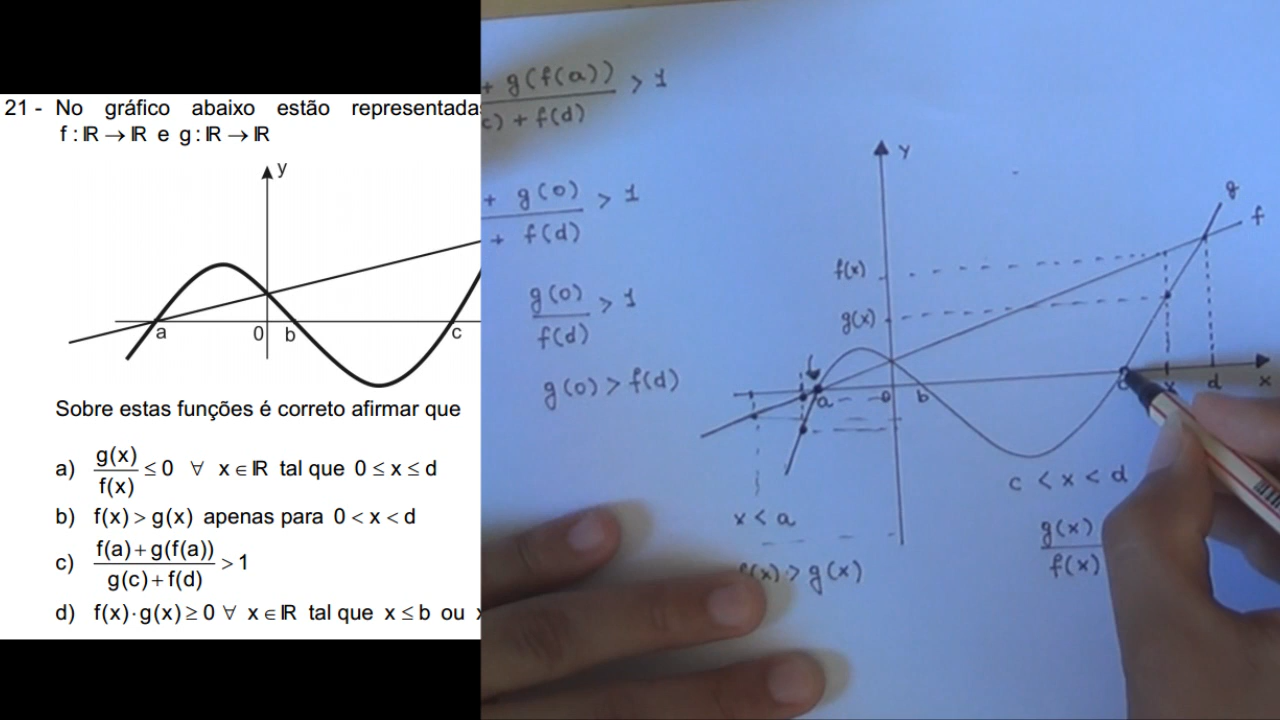 21 - No gráfico abaixo estão representada
f : ℝ → ℝ e g : ℝ → ℝ
y
a 0 b c
Sobre estas funções é correto afirmar que
a) g(x)/f(x) ≤ 0 ∀ x ∈ ℝ tal que 0 ≤ x ≤ d
b) f(x) > g(x) apenas para 0 < x < d
c) f(a) + g(f(a)) / g(c) + f(d) > 1
d) f(x) · g(x) ≥ 0 ∀ x ∈ ℝ tal que x ≤ b ou
+ g(f(a)) / c) + f(d) > 1
+ g(0) / + f(d) > 1
g(0) / f(d) > 1
g(0) > f(d)
y
g
f
f(x)
g(x)
a 0 b x d x
c < x < d
x < a
f(x) > g(x)
g(x) / f(x)